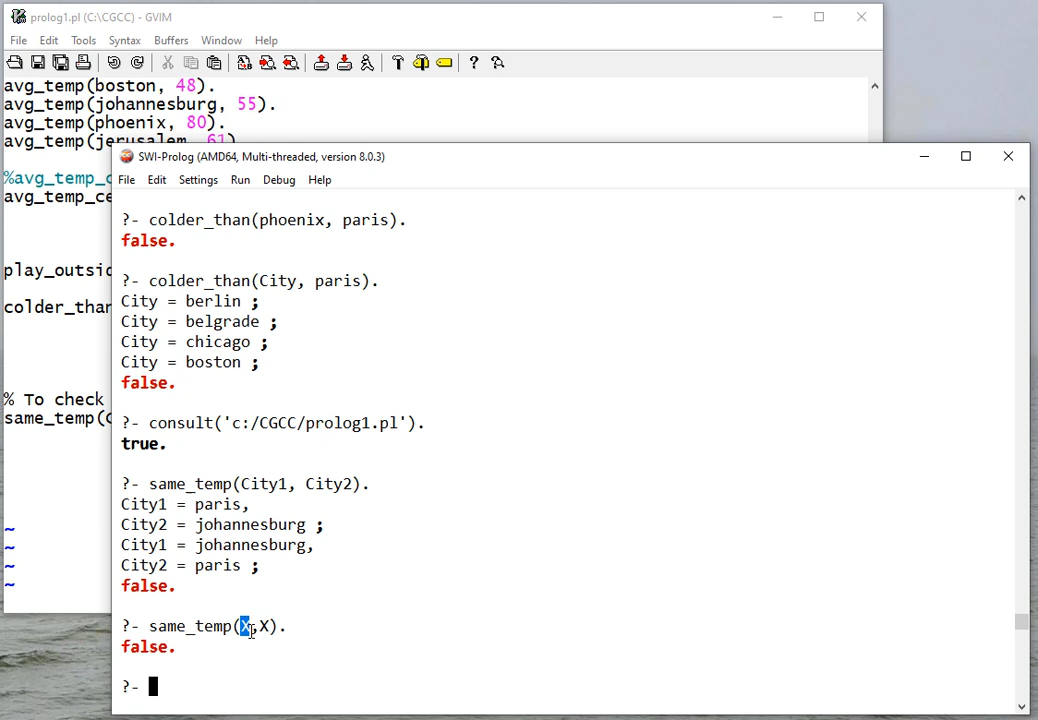 prolog1.pl (C:\CGCC) - GVIM
File Edit Tools Syntax Buffers Window Help
avg_temp(boston, 48).
avg_temp(johannesburg, 55).
avg_temp(phoenix, 80).
avg_temp(jerusalem, 61)
%avg_temp_c
avg_temp_ce
play_outsid
colder_than
% To check
same_temp(C
~
~
~
~
SWI-Prolog (AMD64, Multi-threaded, version 8.0.3)
File Edit Settings Run Debug Help
?- colder_than(phoenix, paris).
false.
?- colder_than(City, paris).
City = berlin ;
City = belgrade ;
City = chicago ;
City = boston ;
false.
?- consult('c:/CGCC/prolog1.pl').
true.
?- same_temp(City1, City2).
City1 = paris,
City2 = johannesburg ;
City1 = johannesburg,
City2 = paris ;
false.
?- same_temp(X,X).
false.
?-